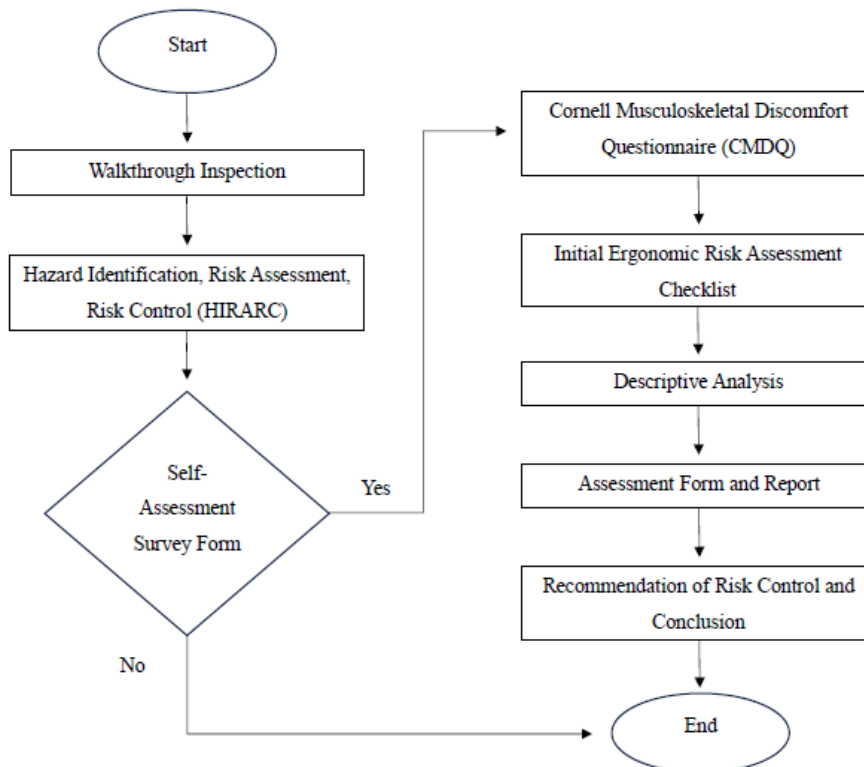 Start
Walkthrough Inspection
Hazard Identification, Risk Assessment,
Risk Control (HIRARC)
Self-
Assessment
Survey Form
Yes
No
Cornell Musculoskeletal Discomfort
Questionnaire (CMDQ)
Initial Ergonomic Risk Assessment
Checklist
Descriptive Analysis
Assessment Form and Report
Recommendation of Risk Control and
Conclusion
End